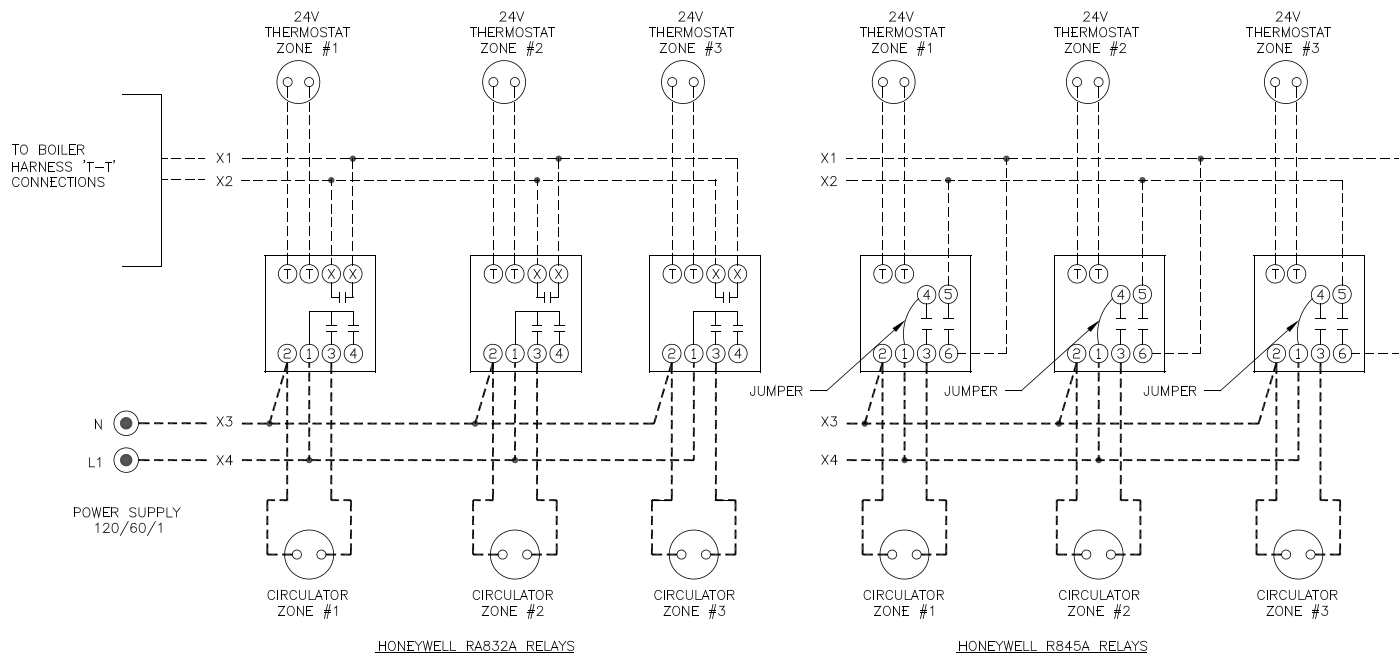 24V
THERMOSTAT
ZONE #1
24V
THERMOSTAT
ZONE #2
24V
THERMOSTAT
ZONE #3
24V
THERMOSTAT
ZONE #1
24V
THERMOSTAT
ZONE #2
24V
THERMOSTAT
ZONE #3
TO BOILER
HARNESS 'T-T'
CONNECTIONS
X1
X2
X1
X2
T T X X
T T X X
T T X X
T T
T T
T T
4 5
4 5
4 5
2 1 3 4
2 1 3 4
2 1 3 4
2 1 3 6
2 1 3 6
2 1 3 6
JUMPER
JUMPER
JUMPER
N
X3
X3
L1
X4
X4
POWER SUPPLY
120/60/1
CIRCULATOR
ZONE #1
CIRCULATOR
ZONE #2
CIRCULATOR
ZONE #3
CIRCULATOR
ZONE #1
CIRCULATOR
ZONE #2
CIRCULATOR
ZONE #3
HONEYWELL RA832A RELAYS
HONEYWELL R845A RELAYS